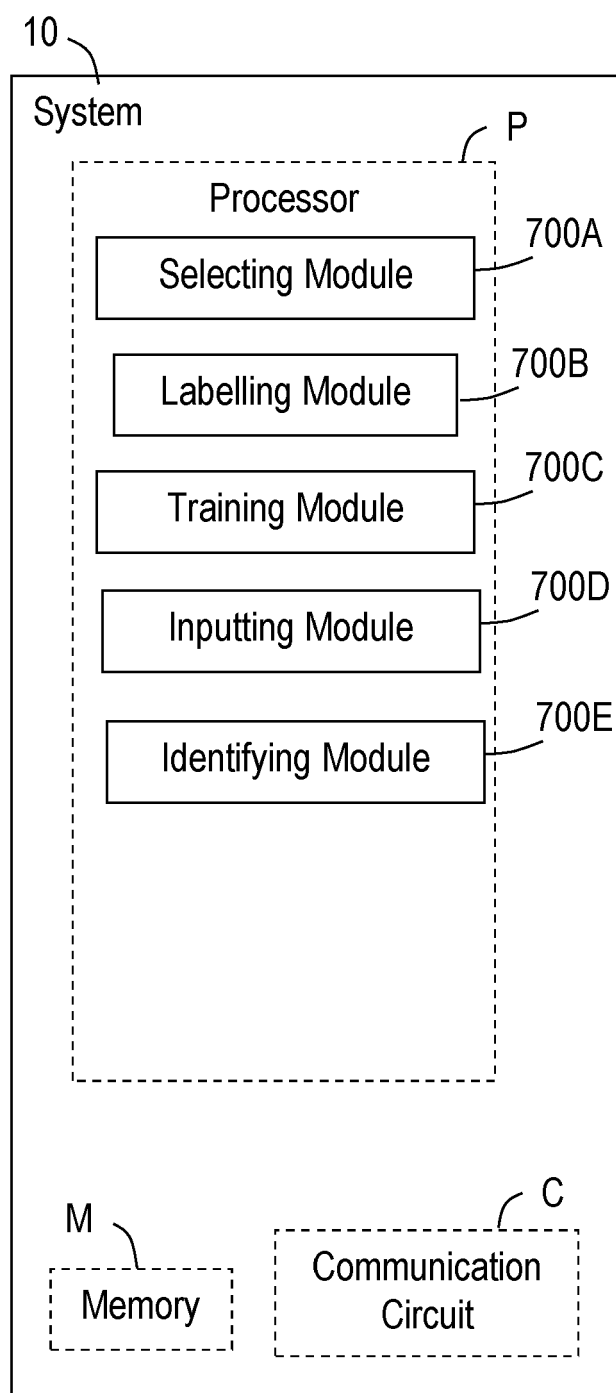 10
System
P
Processor
700A
Selecting Module
700B
Labelling Module
700C
Training Module
700D
Inputting Module
700E
Identifying Module
M
C
Memory
Communication
Circuit